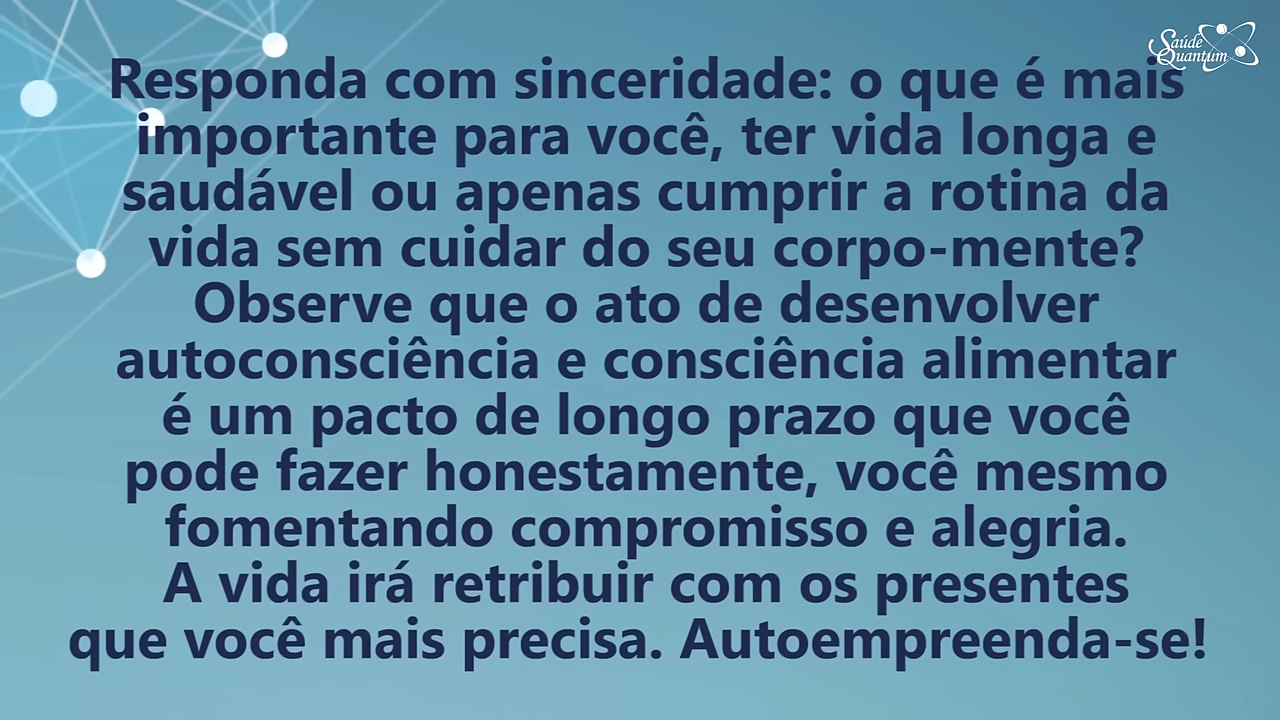 Saúde
Quantum
Responda com sinceridade: o que é mais
importante para você, ter vida longa e
saudável ou apenas cumprir a rotina da
vida sem cuidar do seu corpo-mente?
Observe que o ato de desenvolver
autoconsciência e consciência alimentar
é um pacto de longo prazo que você
pode fazer honestamente, você mesmo
fomentando compromisso e alegria.
A vida irá retribuir com os presentes
que você mais precisa. Autoempreenda-se!